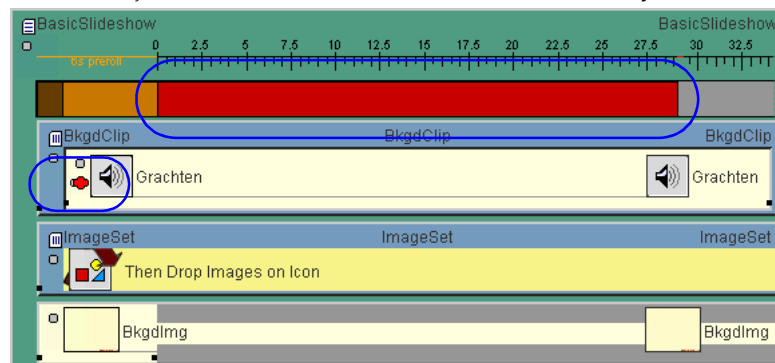 BasicSlideshow BasicSlideshow
0 2.5 5 7.5 10 12.5 15 17.5 20 22.5 25 27.5 30 32.5
6s preroll
BkgdClip BkgdClip BkgdClip
Grachten Grachten
ImageSet ImageSet ImageSet
Then Drop Images on Icon
BkgdImg BkgdImg